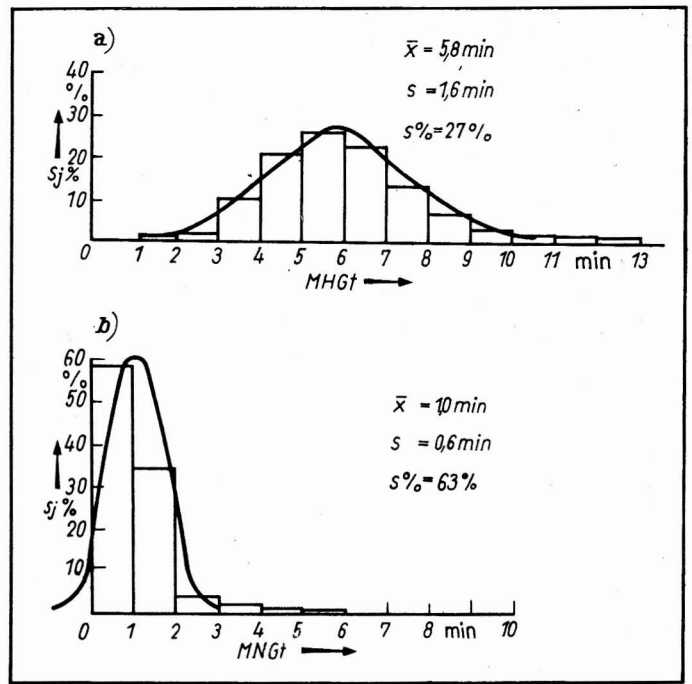 a)
x̄ = 5,8 min
s = 1,6 min
s% = 27%
40
%
30
20
sj%
10
0 1 2 3 4 5 6 7 8 9 10 11 min 13
MHGt
b)
60
%
50
x̄ = 1,0 min
40
s = 0,6 min
30
s% = 63%
sj%
20
10
0 1 2 3 4 5 6 7 8 min 10
MNGt